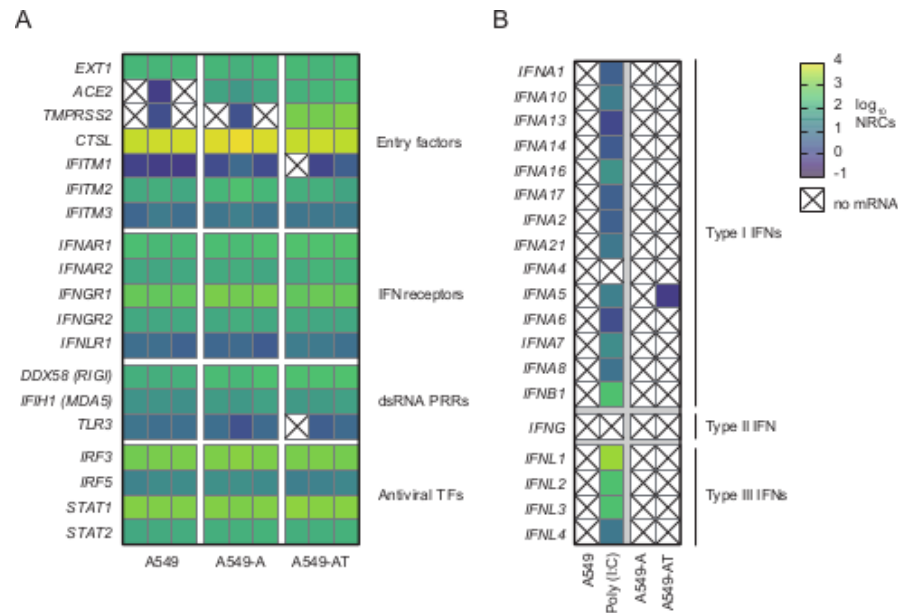 A
EXT1
ACE2
TMPRSS2
CTSL
IFITM1
IFITM2
IFITM3
Entry factors
IFNAR1
IFNAR2
IFNGR1
IFNGR2
IFNLR1
IFN receptors
DDX58 (RIGI)
IFIH1 (MDA5)
TLR3
dsRNA PRRs
IRF3
IRF5
STAT1
STAT2
Antiviral TFs
A549
A549-A
A549-AT
B
IFNA1
IFNA10
IFNA13
IFNA14
IFNA16
IFNA17
IFNA2
IFNA21
IFNA4
IFNA5
IFNA6
IFNA7
IFNA8
IFNB1
Type I IFNs
IFNG
Type II IFN
IFNL1
IFNL2
IFNL3
IFNL4
Type III IFNs
A549
Poly (I:C)
A549-A
A549-AT
4
3
2
1
0
-1
log10
NRCs
no mRNA